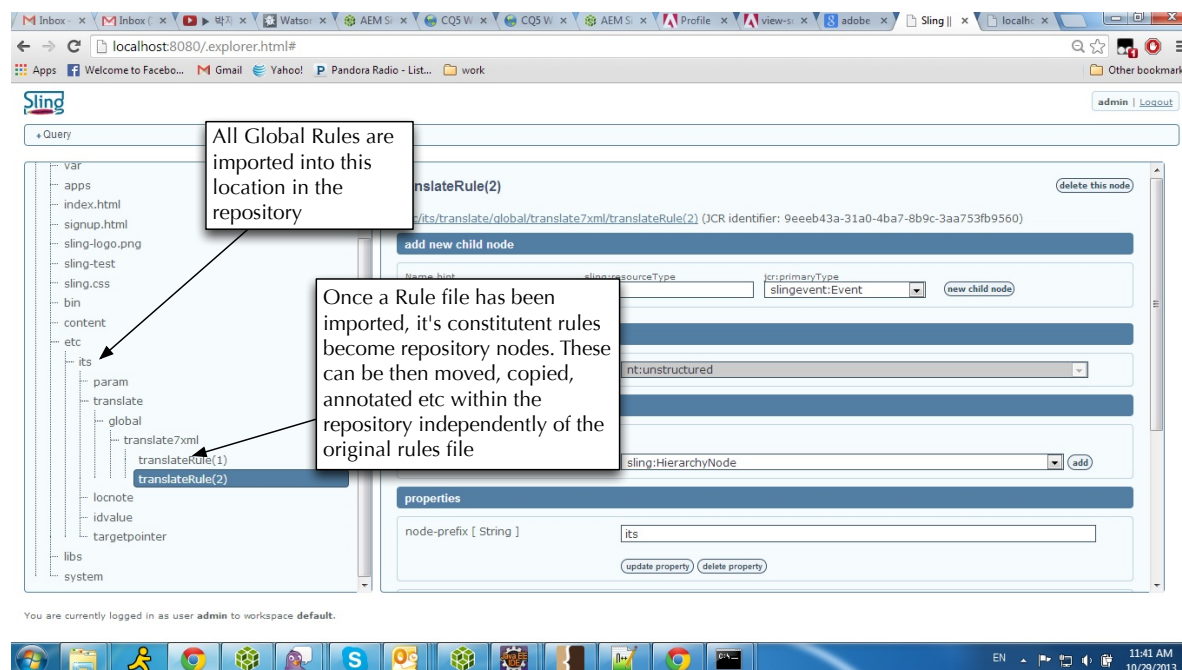 Inbox -
Inbox (
Watsor
AEM Si
CQ5 W
CQ5 W
AEM Si
Profile
view-so
adobe
Sling ||
localhc
localhost:8080/.explorer.html#
Apps
Welcome to Facebo...
Gmail
Yahoo!
Pandora Radio - List...
work
Other bookmark
Sling
admin | Logout
+ Query
All Global Rules are
imported into this
location in the
repository
var
apps
index.html
signup.html
sling-logo.png
sling-test
sling.css
bin
content
etc
its
param
translate
global
translate7xml
translateRule(1)
translateRule(2)
locnote
idvalue
targetpointer
libs
system
nslateRule(2)
delete this node
c/its/translate/global/translate7xml/translateRule(2) (JCR identifier: 9eeeb43a-31a0-4ba7-8b9c-3aa753fb9560)
add new child node
Name hint
sling:resourceType
jcr:primaryType
slingevent:Event
new child node
Once a Rule file has been
imported, it's constitutent rules
become repository nodes. These
can be then moved, copied,
annotated etc within the
repository independently of the
original rules file
nt:unstructured
sling:HierarchyNode
add
properties
node-prefix [ String ]
its
update property
delete property
You are currently logged in as user admin to workspace default.
EN
11:41 AM
10/29/2013